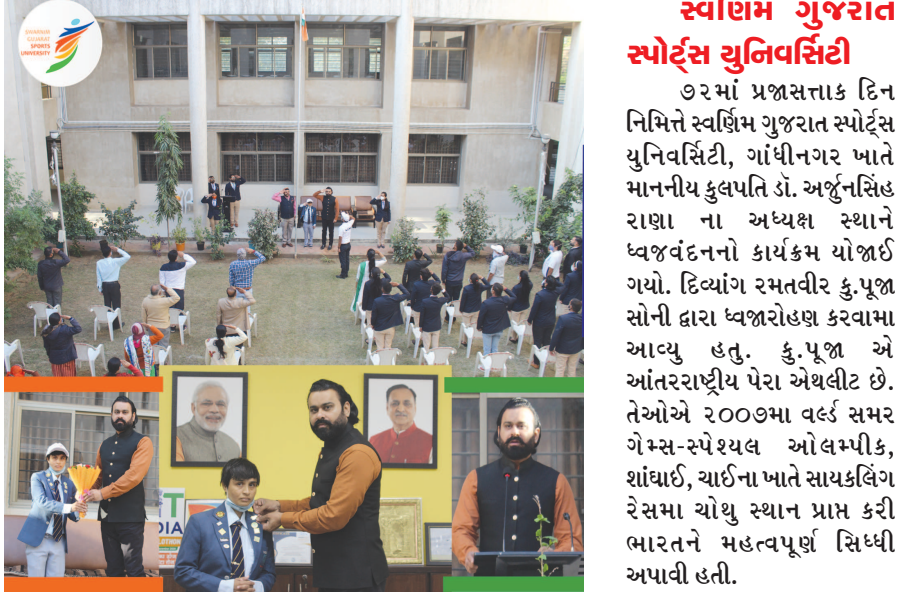 SWARNIM
GUJARAT
SPORTS
UNIVERSITY
સ્વર્ણિમ ગુજરાત
સ્પોર્ટ્સ યુનિવર્સિટી
૭૨માં પ્રજાસત્તાક દિન
નિમિત્તે સ્વર્ણિમ ગુજરાત સ્પોર્ટ્સ
યુનિવર્સિટી, ગાંધીનગર ખાતે
માનનીય કુલપતિ ડૉ. અર્જુનસિંહ
રાણા ના અધ્યક્ષ સ્થાને
ધ્વજવંદનનો કાર્યક્રમ યોજાઈ
ગયો. દિવ્યાંગ રમતવીર કુ.પૂજા
સોની દ્વારા ધ્વજારોહણ કરવામા
આવ્યુ હતુ. કુ.પૂજા એ
આંતરરાષ્ટ્રીય પેરા એથલીટ છે.
તેઓએ ૨૦૦૭મા વર્લ્ડ સમર
ગેમ્સ-સ્પેશ્યલ ઓલમ્પીક,
શાંઘાઈ, ચાઈના ખાતે સાયકલિંગ
રેસમા ચોથુ સ્થાન પ્રાપ્ત કરી
ભારતને મહત્વપૂર્ણ સિધ્ધી
અપાવી હતી.